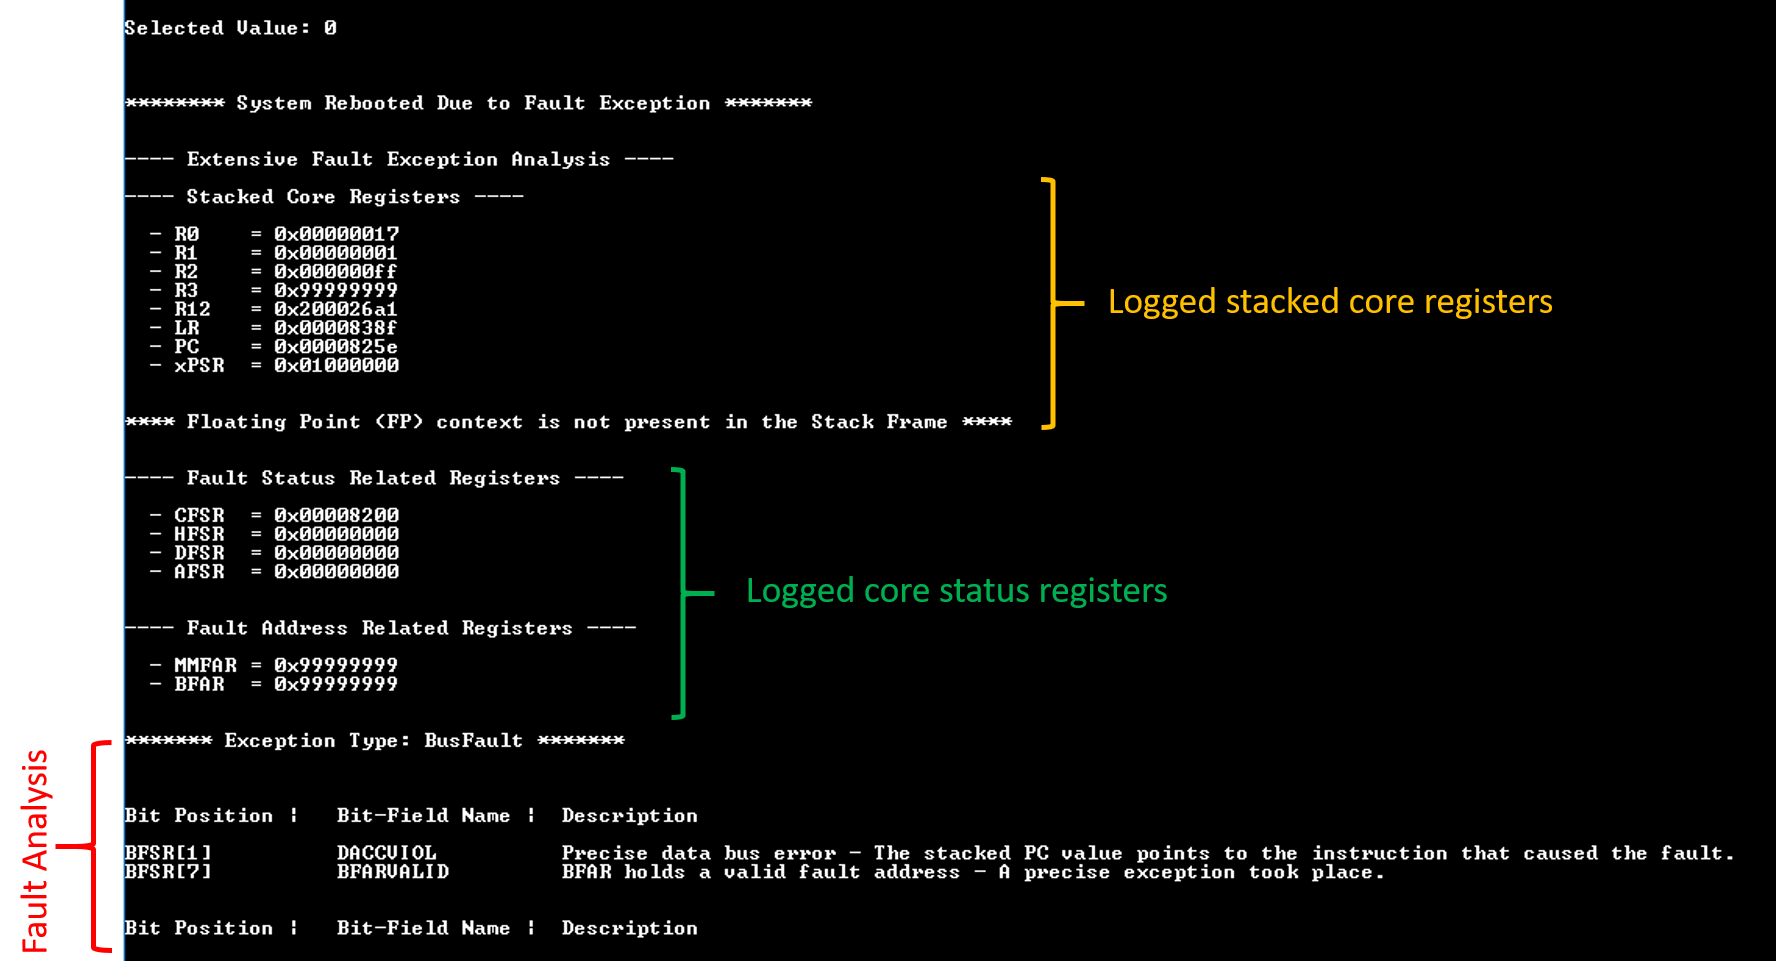 Selected Value: 0
******** System Rebooted Due to Fault Exception *******
---- Extensive Fault Exception Analysis ----
---- Stacked Core Registers ----
- R0 = 0x00000017
- R1 = 0x00000001
- R2 = 0x000000ff
- R3 = 0x99999999
- R12 = 0x200026a1
- LR = 0x0000838f
- PC = 0x0000825e
- xPSR = 0x01000000
Logged stacked core registers
**** Floating Point (FP) context is not present in the Stack Frame ****
---- Fault Status Related Registers ----
- CFSR = 0x00008200
- HFSR = 0x00000000
- DFSR = 0x00000000
- AFSR = 0x00000000
Logged core status registers
---- Fault Address Related Registers ----
- MMFAR = 0x99999999
- BFAR = 0x99999999
******* Exception Type: BusFault *******
Fault Analysis
Bit Position | Bit-Field Name | Description
BFSR[1] DACCVIOL Precise data bus error - The stacked PC value points to the instruction that caused the fault.
BFSR[7] BFARVALID BFAR holds a valid fault address - A precise exception took place.
Bit Position | Bit-Field Name | Description